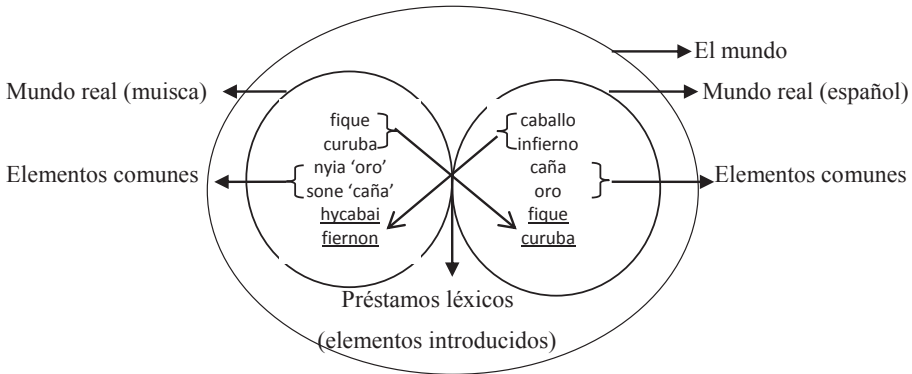 El mundo
Mundo real (muisca)
Mundo real (español)
fique
curuba
nyia ‘oro’
sone ‘caña’
hycabai
fiernon
caballo
infierno
caña
oro
fique
curuba
Elementos comunes
Elementos comunes
Préstamos léxicos
(elementos introducidos)